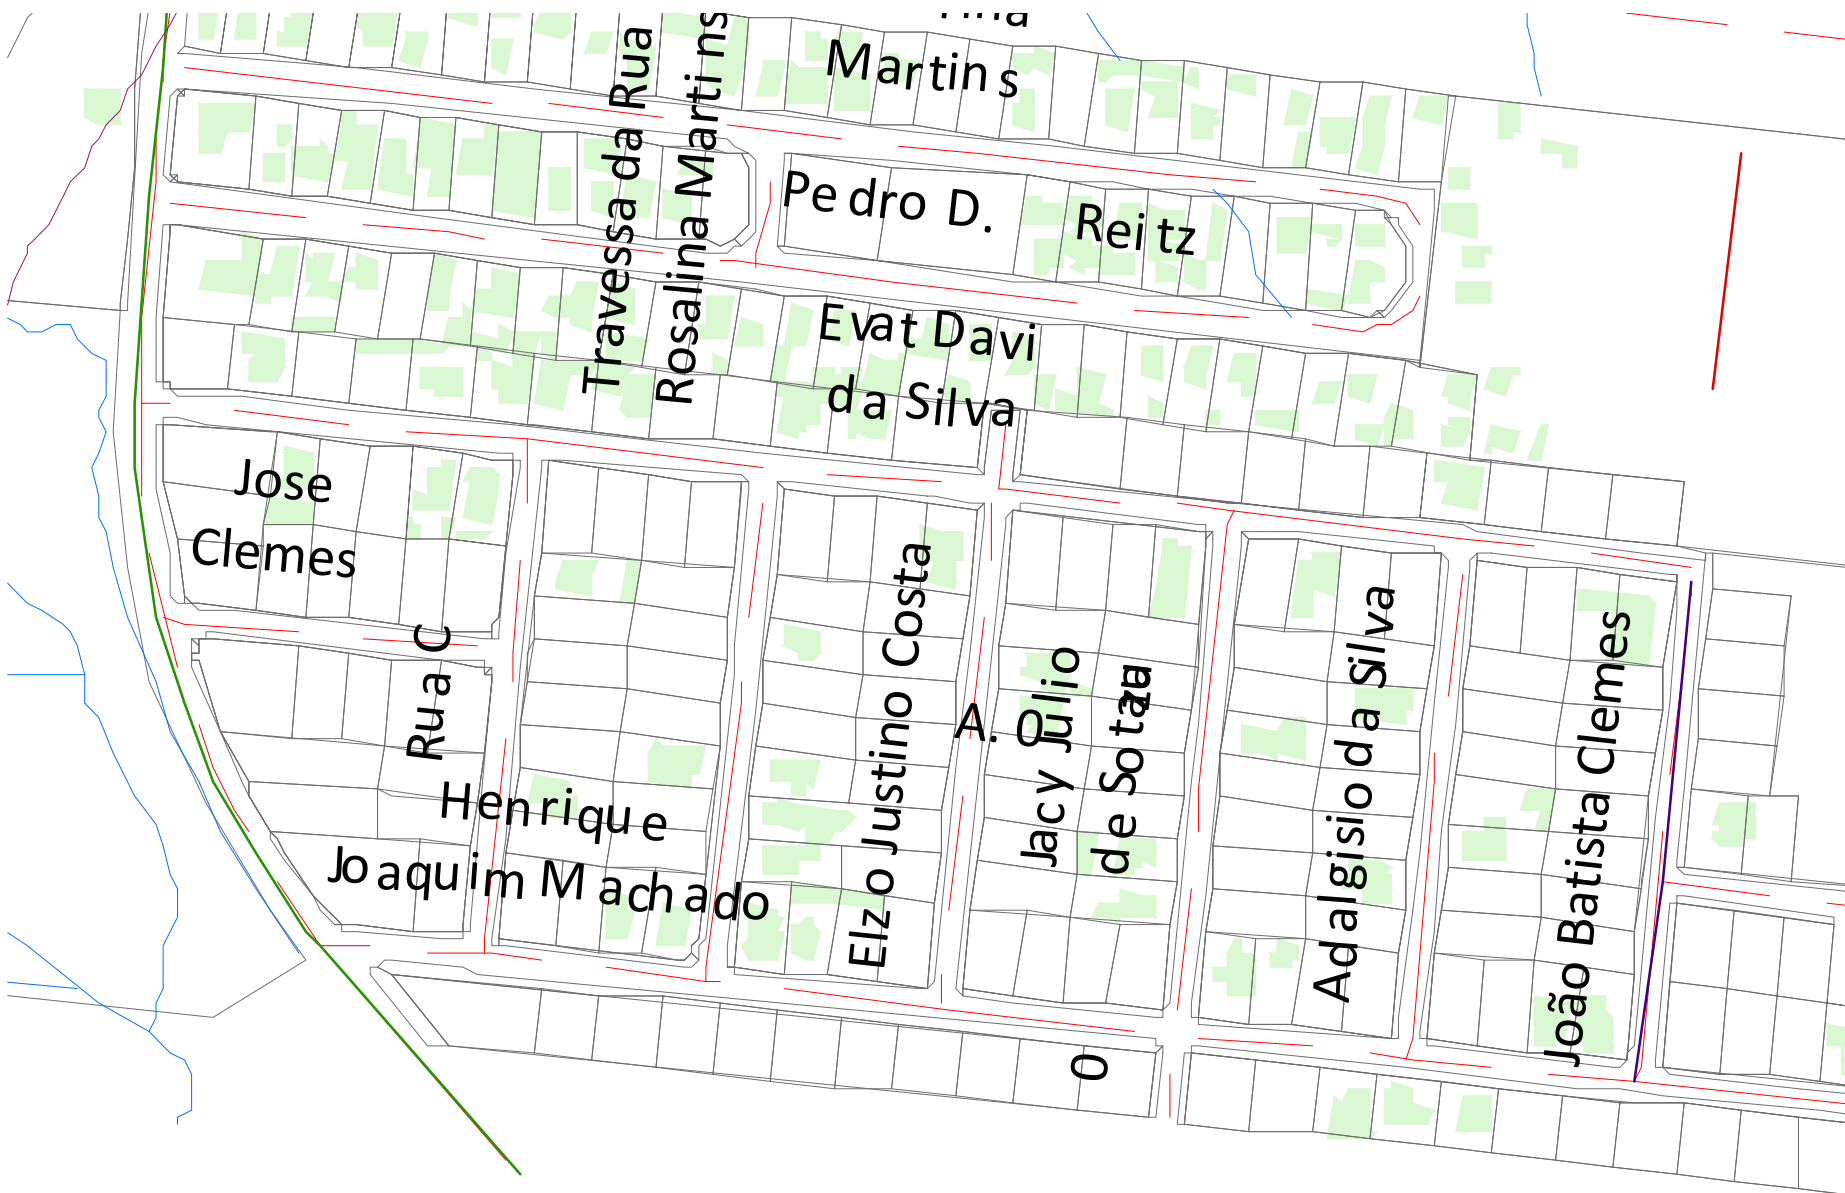 Martins
Travessa da Rua
Rosalina Martins
Pedro D.
Reitz
Evat Davi
da Silva
Jose
Clemes
Rua C
Henrique
Joaquim Machado
Elzo Justino Costa
A. O
Jacy Julio
de Souza
Adalgisio da Silva
João Batista Clemes
O